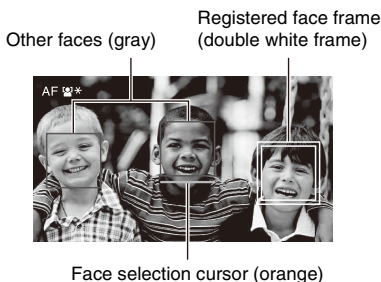 Registered face frame
Other faces (gray)
(double white frame)
AF
Face selection cursor (orange)